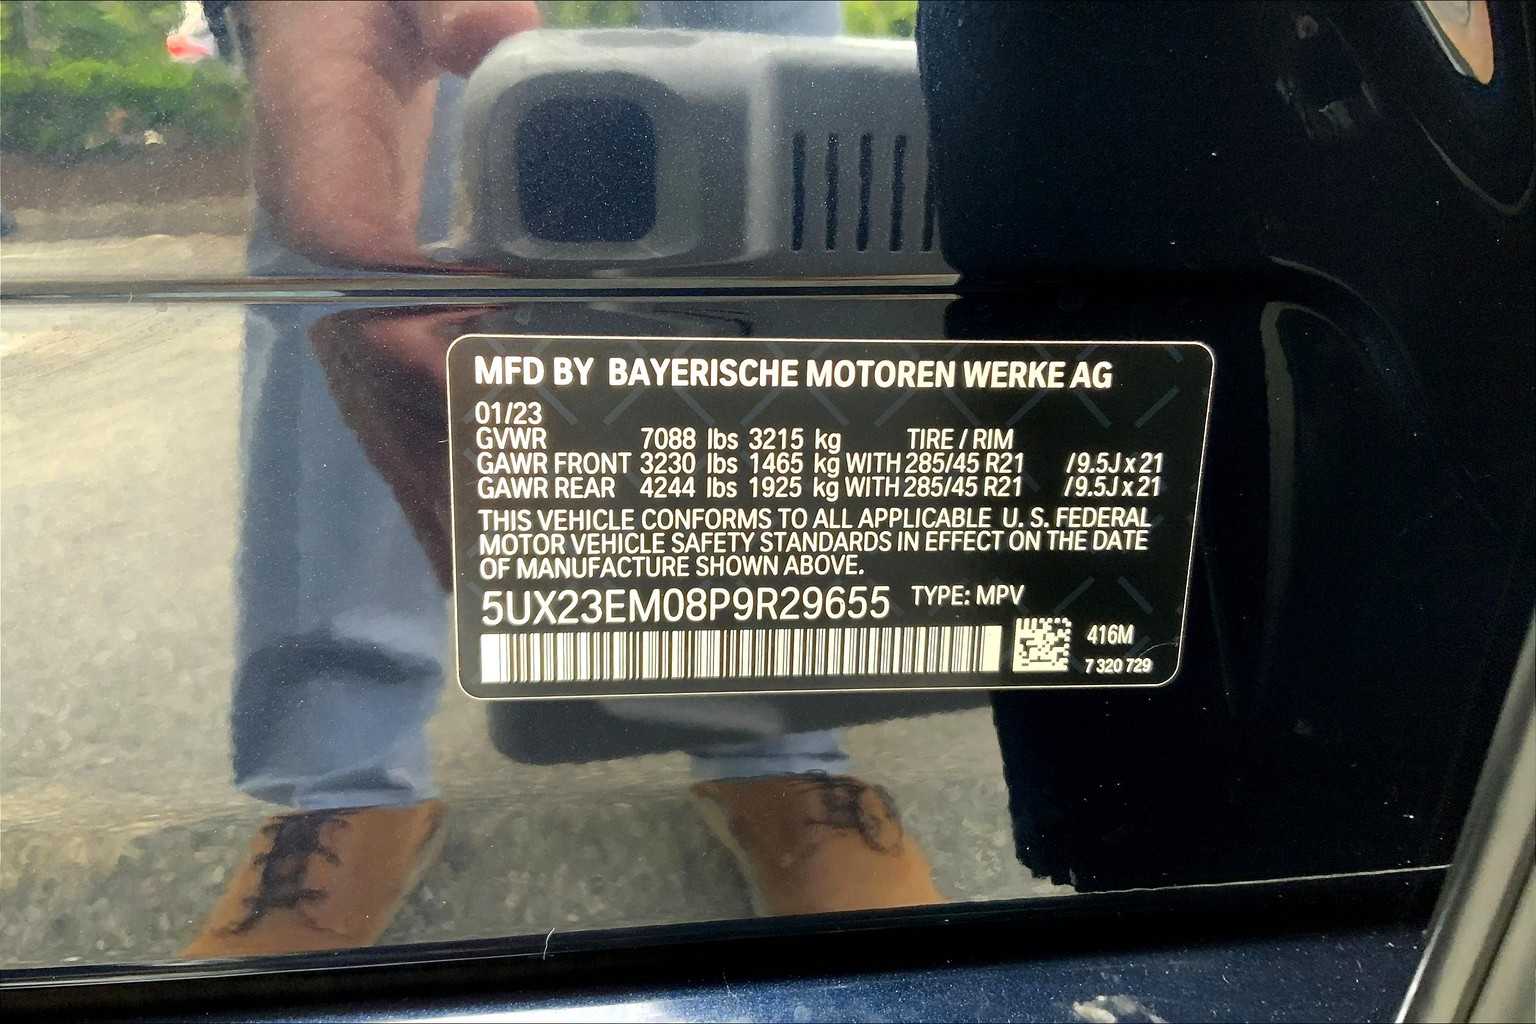 MFD BY BAYERISCHE MOTOREN WERKE AG
01/23
GVWR 7088 lbs 3215 kg TIRE / RIM
GAWR FRONT 3230 lbs 1465 kg WITH 285/45 R21 /9.5J x 21
GAWR REAR 4244 lbs 1925 kg WITH 285/45 R21 /9.5J x 21
THIS VEHICLE CONFORMS TO ALL APPLICABLE U. S. FEDERAL
MOTOR VEHICLE SAFETY STANDARDS IN EFFECT ON THE DATE
OF MANUFACTURE SHOWN ABOVE.
5UX23EM08P9R29655 TYPE: MPV
416M
7 320 729